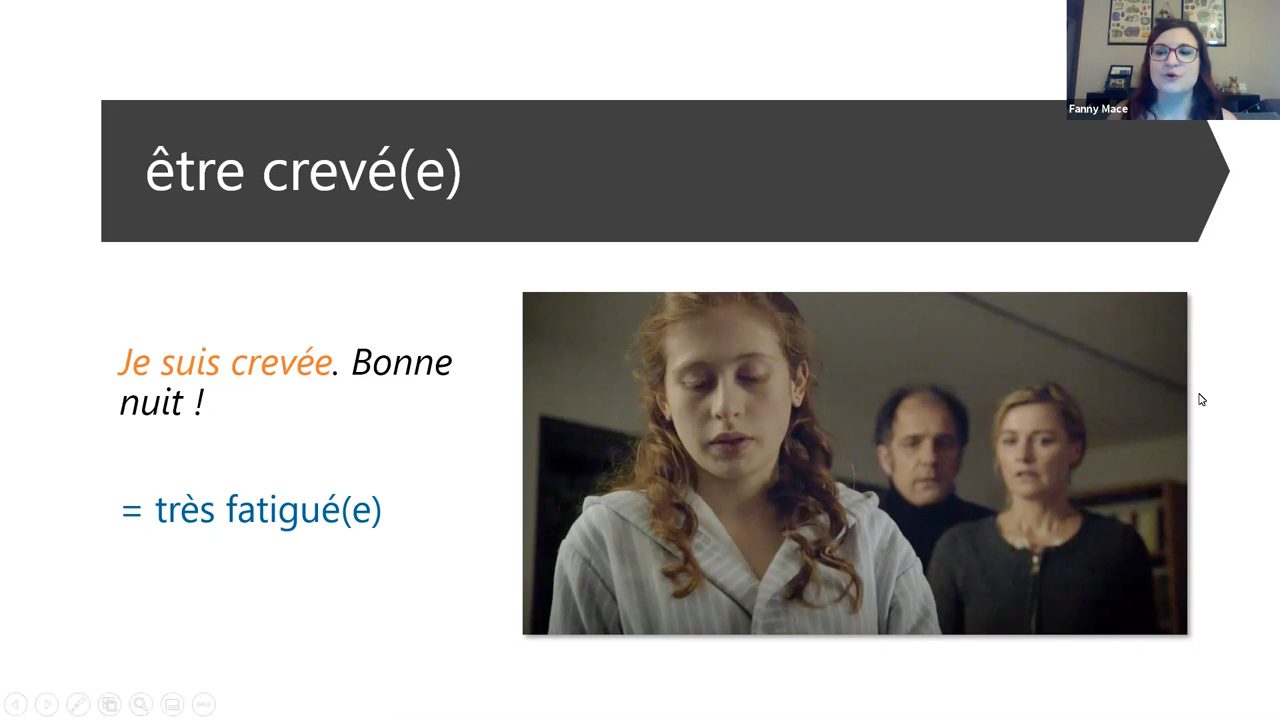 Fanny Mace
être crevé(e)
Je suis crevée. Bonne
nuit !
= très fatigué(e)